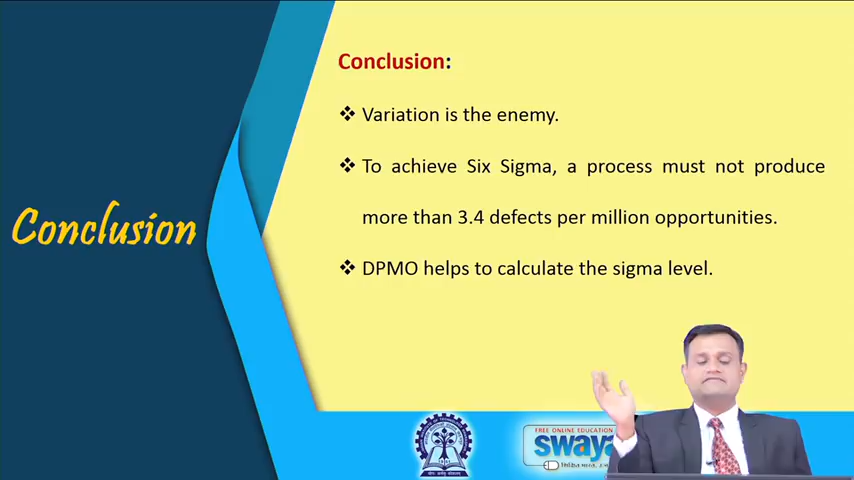 Conclusion
Conclusion:
❖ Variation is the enemy.
❖ To achieve Six Sigma, a process must not produce
more than 3.4 defects per million opportunities.
❖ DPMO helps to calculate the sigma level.
FREE ONLINE EDUCATION